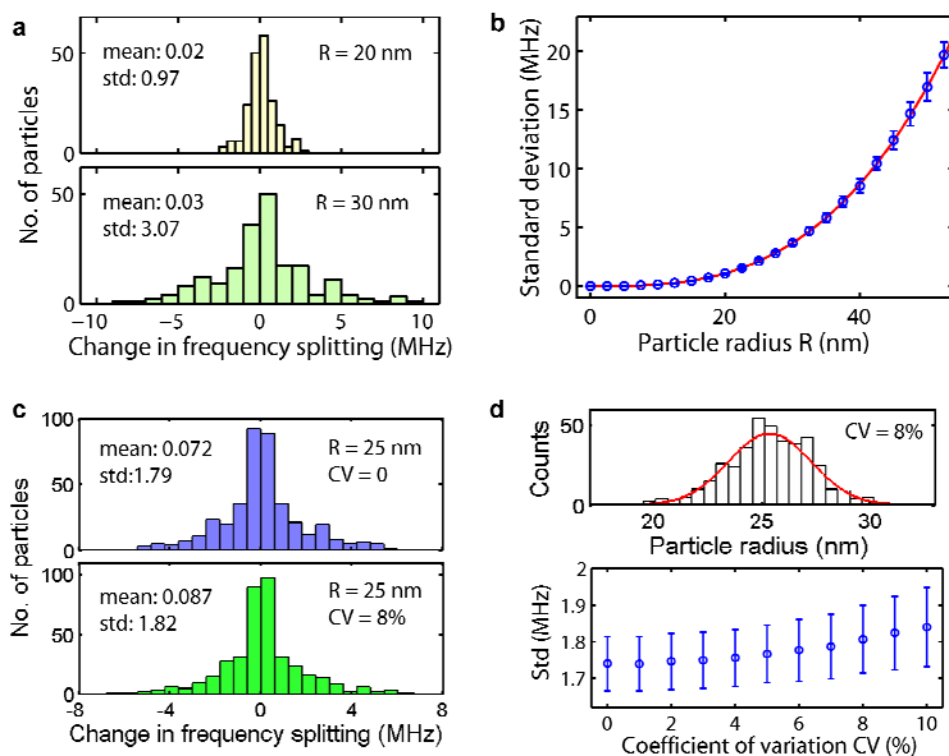 a
No. of particles
50
0
mean: 0.02
std: 0.97
R = 20 nm
50
0
mean: 0.03
std: 3.07
R = 30 nm
−10 −5 0 5 10
Change in frequency splitting (MHz)
b
Standard deviation (MHz)
20
15
10
5
0
0 20 40
Particle radius R (nm)
c
No. of particles
100
50
0
mean: 0.072
std:1.79
R = 25 nm
CV = 0
100
50
0
mean: 0.087
std: 1.82
R = 25 nm
CV = 8%
-8 -4 0 4 8
Change in frequency splitting (MHz)
d
Counts
50
0
CV = 8%
20 25 30
Particle radius (nm)
Std (MHz)
2
1.9
1.8
1.7
0 2 4 6 8 10
Coefficient of variation CV (%)